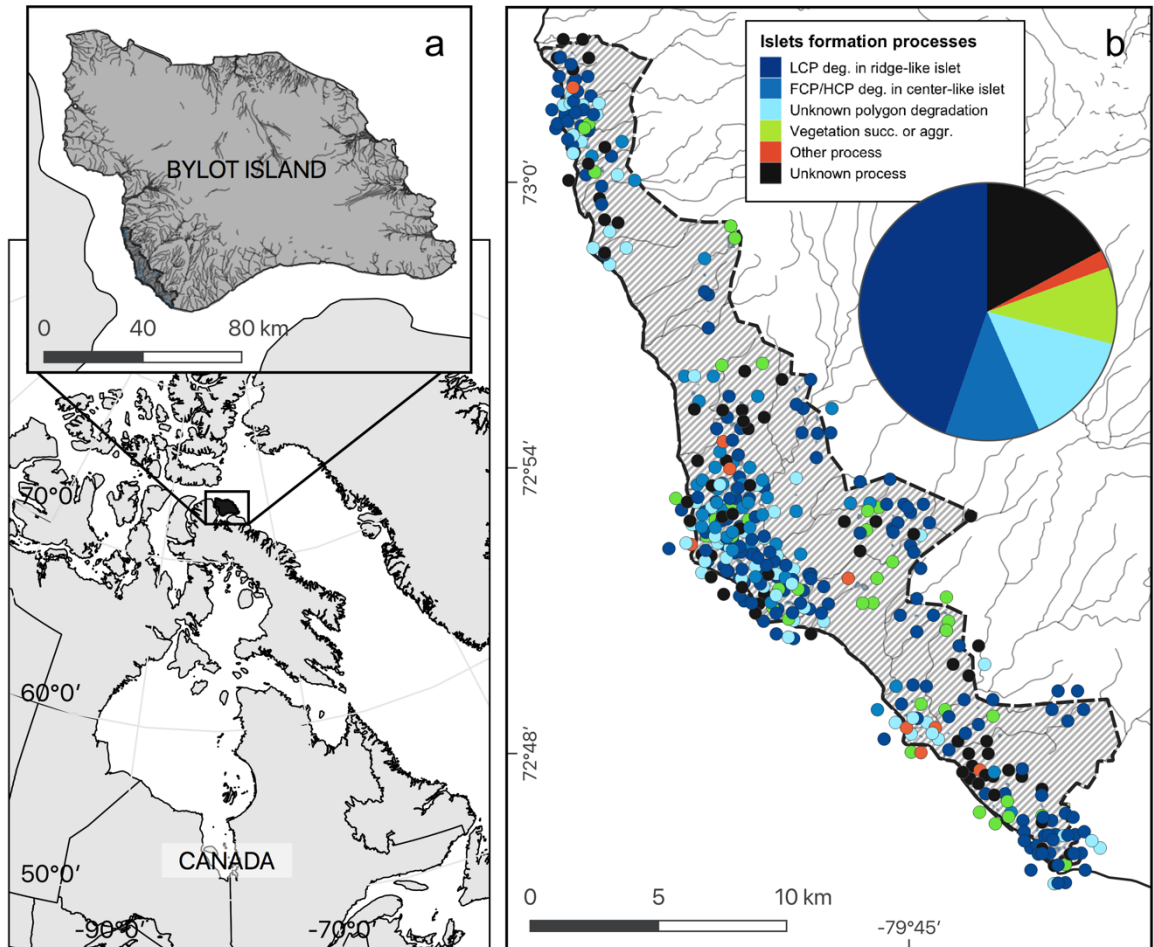 a
BYLOT ISLAND
0 40 80 km
70°0′
60°0′
50°0′
CANADA
-90°0′ -70°0′
b
Islets formation processes
LCP deg. in ridge-like islet
FCP/HCP deg. in center-like islet
Unknown polygon degradation
Vegetation succ. or aggr.
Other process
Unknown process
73°0′
72°54′
72°48′
0 5 10 km
-79°45′